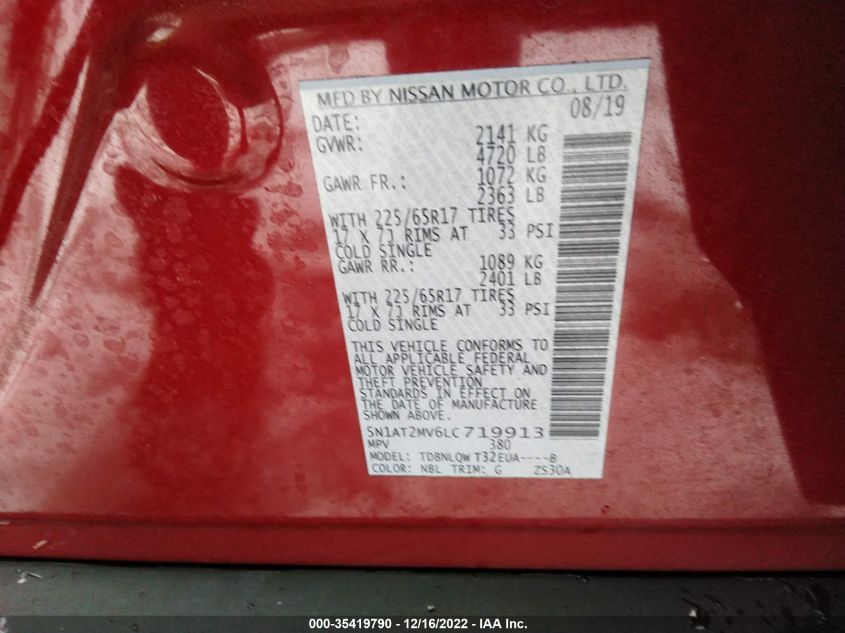 MFD BY NISSAN MOTOR CO., LTD.
DATE: 08/19
GVWR: 2141 KG
4720 LB
GAWR FR.: 1072 KG
2363 LB
WITH 225/65R17 TIRES
17 X 7J RIMS AT 33 PSI
COLD SINGLE
GAWR RR.: 1089 KG
2401 LB
WITH 225/65R17 TIRES
17 X 7J RIMS AT 33 PSI
COLD SINGLE
THIS VEHICLE CONFORMS TO
ALL APPLICABLE FEDERAL
MOTOR VEHICLE SAFETY AND
THEFT PREVENTION
STANDARDS IN EFFECT ON
THE DATE OF MANUFACTURE
SHOWN ABOVE.
5N1AT2MV6LC719913
MPV 380
MODEL: TDBNLQW T32EUA----B
COLOR: NBL TRIM: G ZS30A
000-35419790 - 12/16/2022 - IAA Inc.